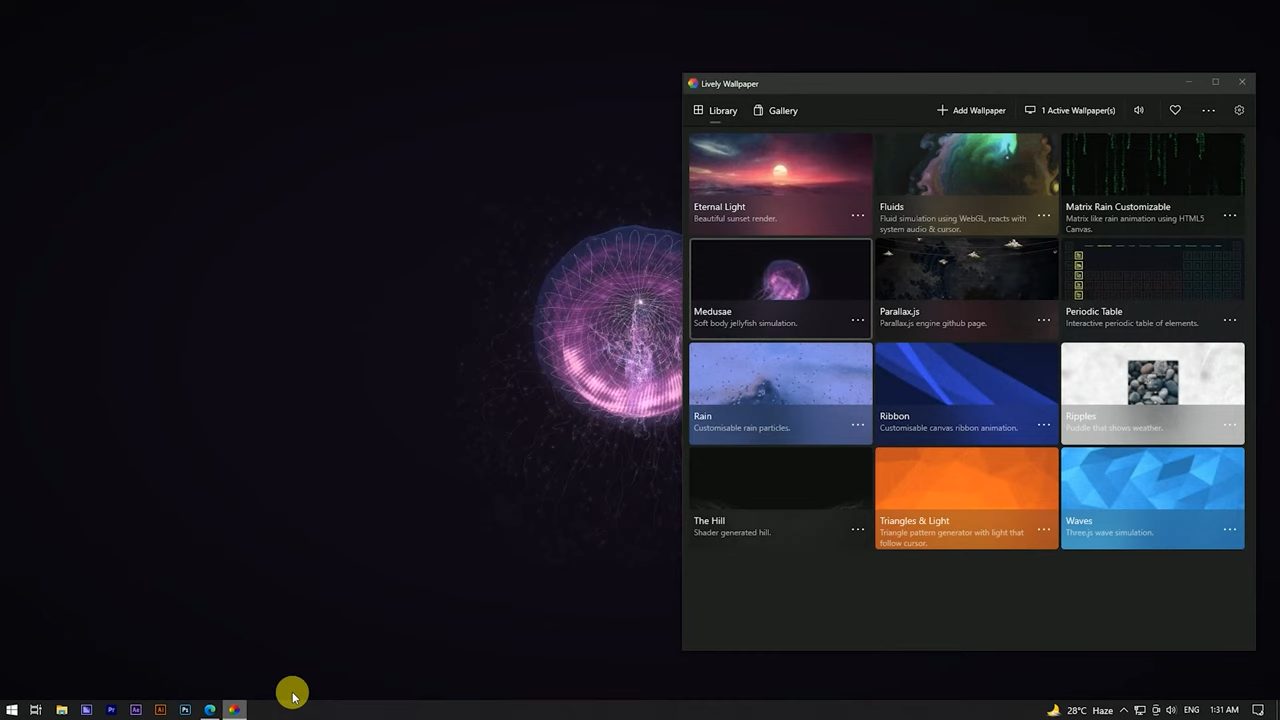 Lively Wallpaper
Library
Gallery
Add Wallpaper
1 Active Wallpaper(s)
Eternal Light
Beautiful sunset render.
Fluids
Fluid simulation using WebGL, reacts with
system audio & cursor.
Matrix Rain Customizable
Matrix like rain animation using HTML5
Canvas.
Medusae
Soft body jellyfish simulation.
Parallax.js
Parallax.js engine github page.
Periodic Table
Interactive periodic table of elements.
Rain
Customisable rain particles.
Ribbon
Customisable canvas ribbon animation.
Ripples
Puddle that shows weather.
The Hill
Shader generated hill.
Triangles & Light
Triangle pattern generator with light that
follow cursor.
Waves
Three.js wave simulation.
Pr
Ae
Ai
Ps
28°C Haze
ENG
1:31 AM